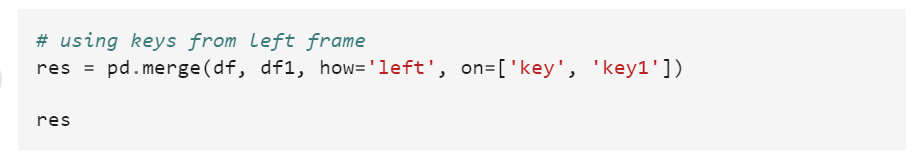 # using keys from left frame
res = pd.merge(df, df1, how='left', on=['key', 'key1'])
res